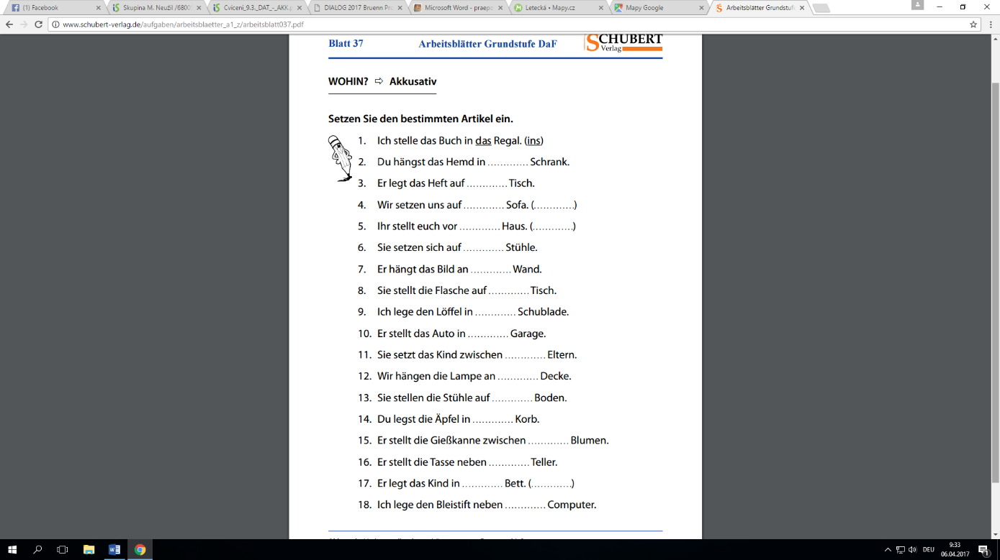 (1) Facebook
Skupina M. Neužil /6800
Cviceni_9.3._DAT_-_AKK.p
DIALOG 2017 Bruenn Pro
Microsoft Word - praepo
Letecká • Mapy.cz
Mapy Google
Arbeitsblätter Grundstufe
www.schubert-verlag.de/aufgaben/arbeitsblaetter_a1_z/arbeitsblatt037.pdf
Blatt 37 Arbeitsblätter Grundstufe DaF SCHUBERT
Verlag
WOHIN? ⇨ Akkusativ
Setzen Sie den bestimmten Artikel ein.
1. Ich stelle das Buch in das Regal. (ins)
2. Du hängst das Hemd in ............. Schrank.
3. Er legt das Heft auf ............. Tisch.
4. Wir setzen uns auf ............. Sofa. (.............)
5. Ihr stellt euch vor ............. Haus. (.............)
6. Sie setzen sich auf ............. Stühle.
7. Er hängt das Bild an ............. Wand.
8. Sie stellt die Flasche auf ............. Tisch.
9. Ich lege den Löffel in ............. Schublade.
10. Er stellt das Auto in ............. Garage.
11. Sie setzt das Kind zwischen ............. Eltern.
12. Wir hängen die Lampe an ............. Decke.
13. Sie stellen die Stühle auf ............. Boden.
14. Du legst die Äpfel in ............. Korb.
15. Er stellt die Gießkanne zwischen ............. Blumen.
16. Er stellt die Tasse neben ............. Teller.
17. Er legt das Kind in ............. Bett. (.............)
18. Ich lege den Bleistift neben ............. Computer.
DEU
9:33
06.04.2017
1